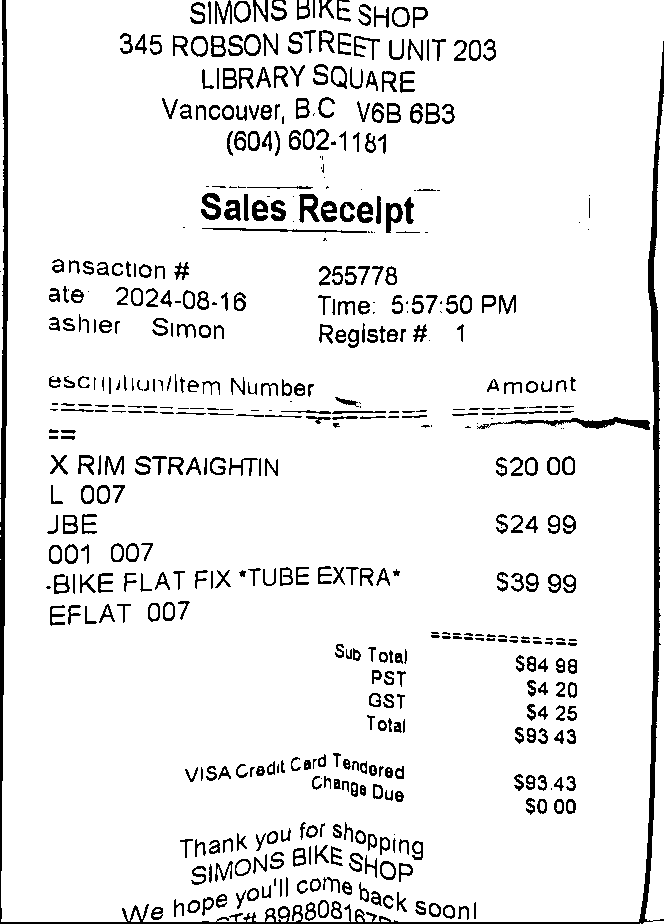 SIMONS BIKE SHOP
345 ROBSON STREET UNIT 203
LIBRARY SQUARE
Vancouver, B.C V6B 6B3
(604) 602-1181
Sales Receipt
ansaction # 255778
ate 2024-08-16 Time: 5:57:50 PM
ashier Simon Register # 1
escription/Item Number Amount
============================= =========
==
X RIM STRAIGHTIN $20 00
L 007
JBE $24 99
001 007
-BIKE FLAT FIX *TUBE EXTRA* $39 99
EFLAT 007
=============
Sub Total $84 98
PST $4 20
GST $4 25
Total $93 43
VISA Credit Card Tendered $93.43
Change Due $0 00
Thank you for shopping
SIMONS BIKE SHOP
We hope you'll come back soon!